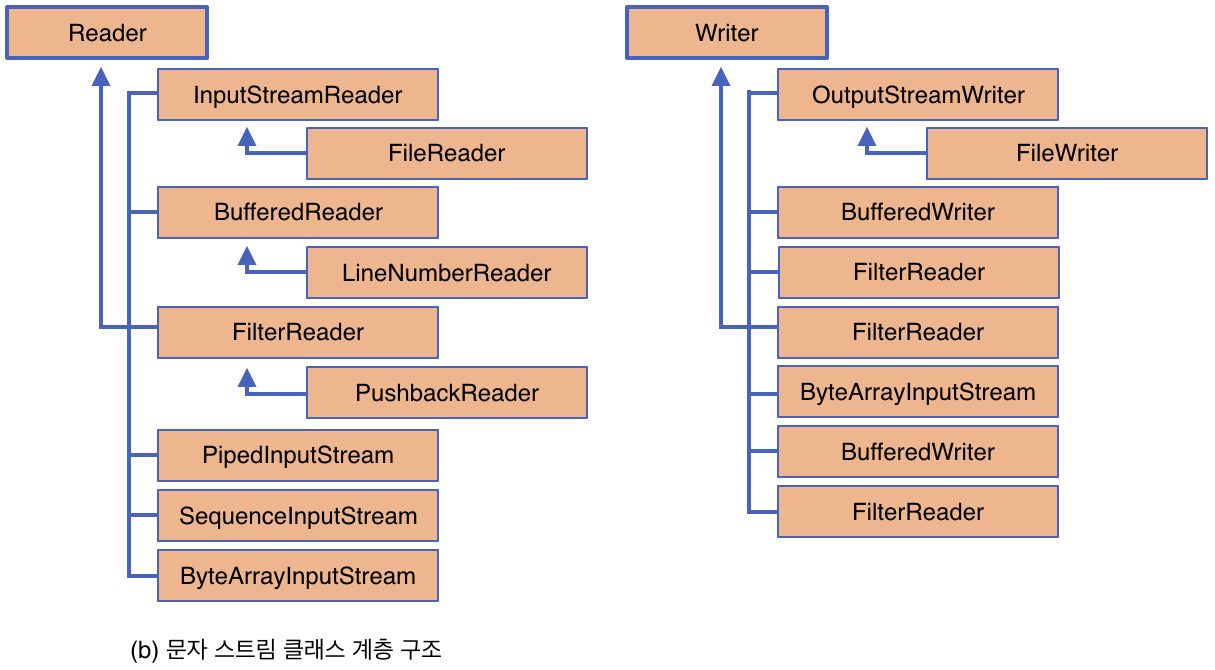 Reader
InputStreamReader
FileReader
BufferedReader
LineNumberReader
FilterReader
PushbackReader
PipedInputStream
SequenceInputStream
ByteArrayInputStream
Writer
OutputStreamWriter
FileWriter
BufferedWriter
FilterReader
FilterReader
ByteArrayInputStream
BufferedWriter
FilterReader
(b) 문자 스트림 클래스 계층 구조